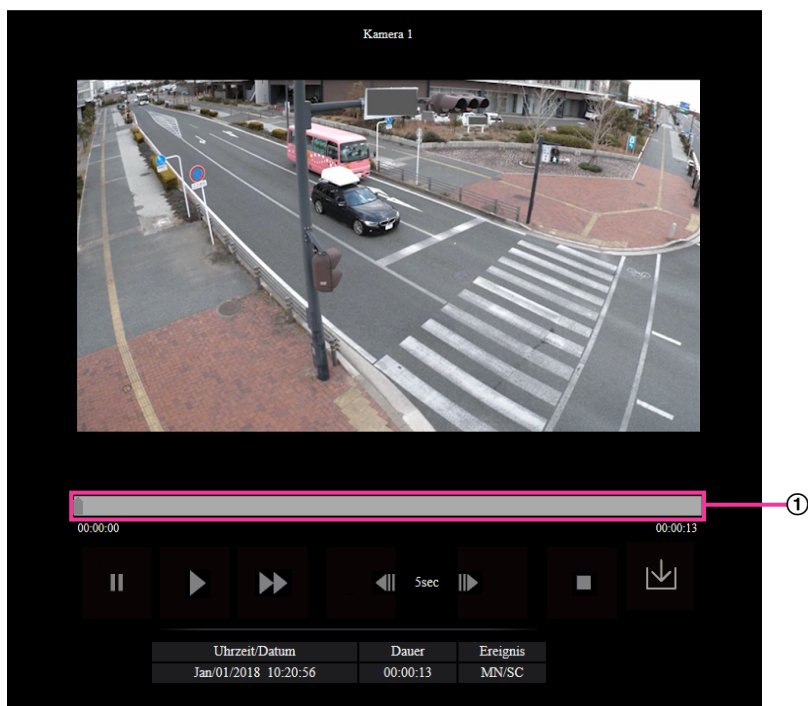 Kamera 1
①
00:00:00 00:00:13
5sec
Uhrzeit/Datum Dauer Ereignis
Jan/01/2018 10:20:56 00:00:13 MN/SC